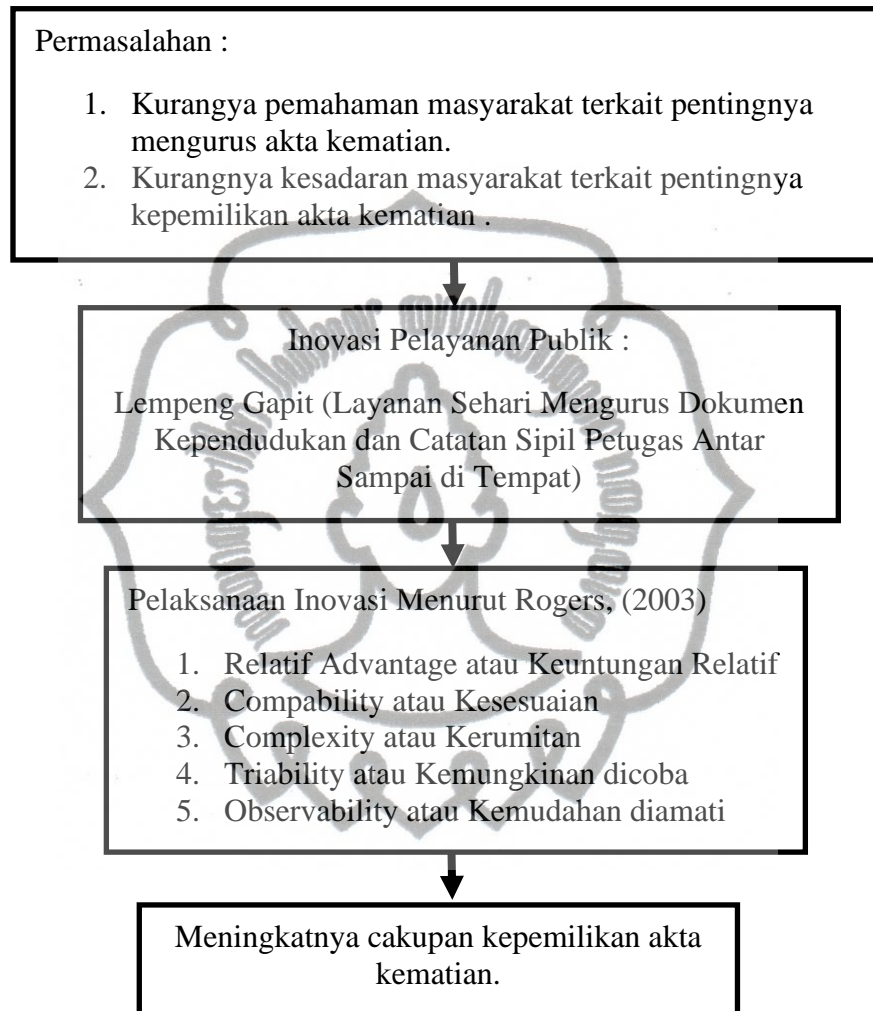 Permasalahan :
1. Kurangya pemahaman masyarakat terkait pentingnya
mengurus akta kematian.
2. Kurangnya kesadaran masyarakat terkait pentingnya
kepemilikan akta kematian .
Inovasi Pelayanan Publik :
Lempeng Gapit (Layanan Sehari Mengurus Dokumen
Kependudukan dan Catatan Sipil Petugas Antar
Sampai di Tempat)
Pelaksanaan Inovasi Menurut Rogers, (2003)
1. Relatif Advantage atau Keuntungan Relatif
2. Compability atau Kesesuaian
3. Complexity atau Kerumitan
4. Triability atau Kemungkinan dicoba
5. Observability atau Kemudahan diamati
Meningkatnya cakupan kepemilikan akta
kematian.